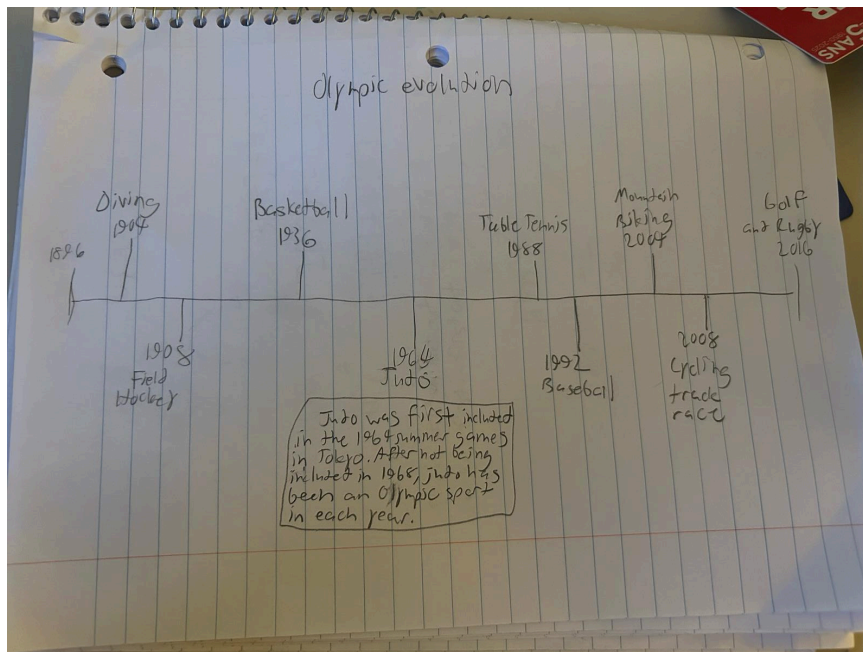 Olympic evolution
1896
Diving
1904
Basketball
1936
Table Tennis
1988
Mountain
Biking
2004
Golf
and Rugby
2016
1908
Field
Hockey
1964
Judo
1992
Baseball
2008
Cycling
track
race
Judo was first included
in the 1964 summer games
in Tokyo. After not being
included in 1968, judo has
been an Olympic sport
in each year.